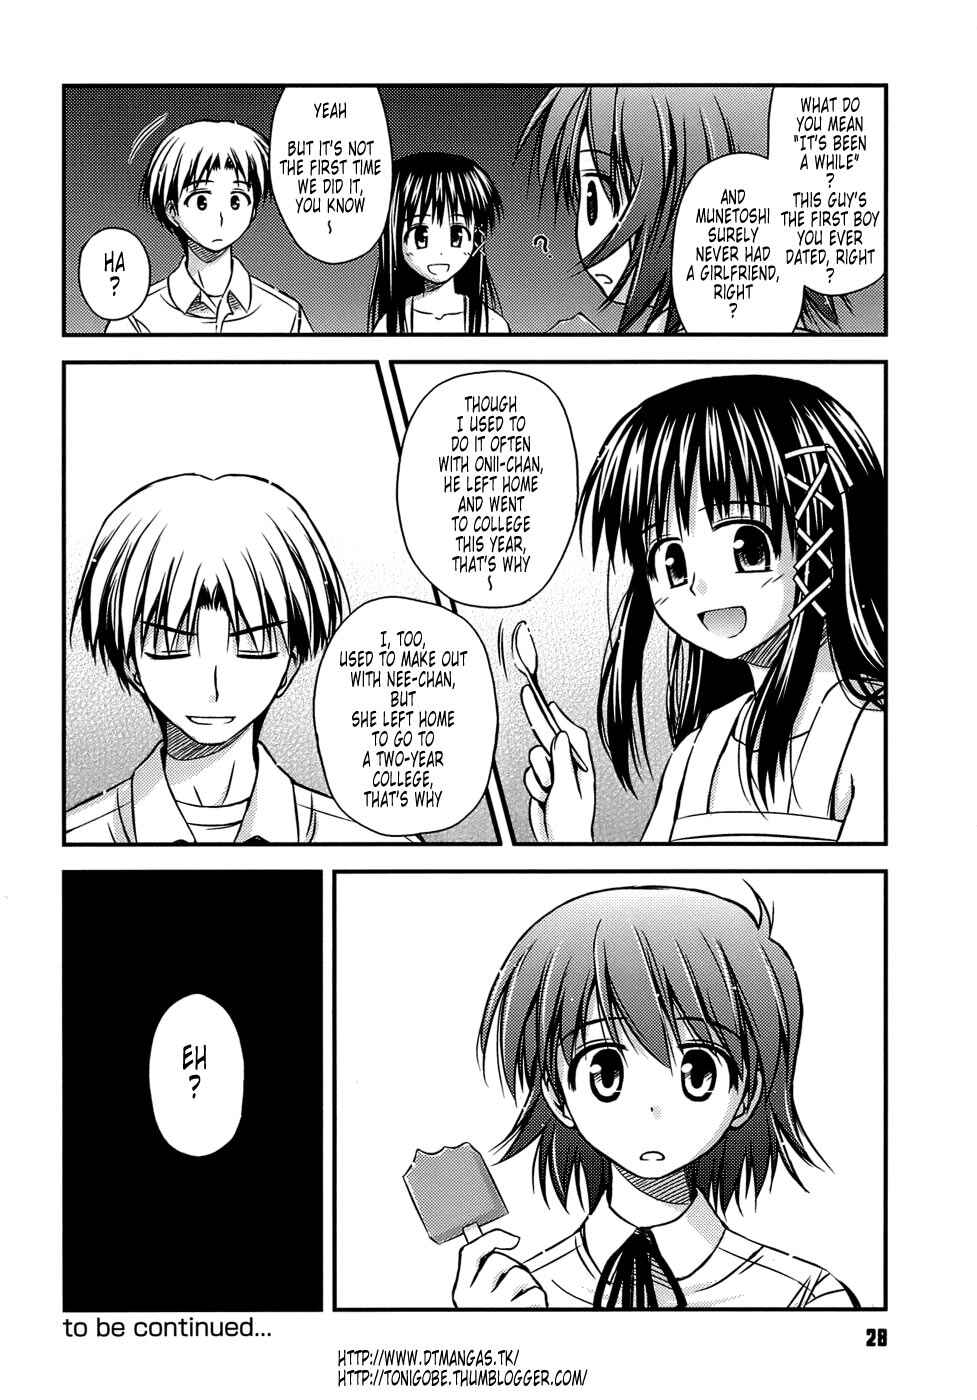 WHAT DO
YOU MEAN
"IT'S BEEN
A WHILE"
?
THIS GUY'S
THE FIRST BOY
YOU EVER
DATED, RIGHT
?
AND
MUNETOSHI
SURELY
NEVER HAD
A GIRLFRIEND,
RIGHT
?
?
YEAH
BUT IT'S NOT
THE FIRST TIME
WE DID IT,
YOU KNOW
~
HA
?
THOUGH
I USED TO
DO IT OFTEN
WITH ONII-CHAN,
HE LEFT HOME
AND WENT
TO COLLEGE
THIS YEAR,
THAT'S WHY
~
I, TOO,
USED TO MAKE OUT
WITH NEE-CHAN,
BUT
SHE LEFT HOME
TO GO TO
A TWO-YEAR
COLLEGE,
THAT'S WHY
EH
?
to be continued...
28
HTTP://WWW.DTMANGAS.TK/
HTTP://TONIGOBE.THUMBLOGGER.COM/